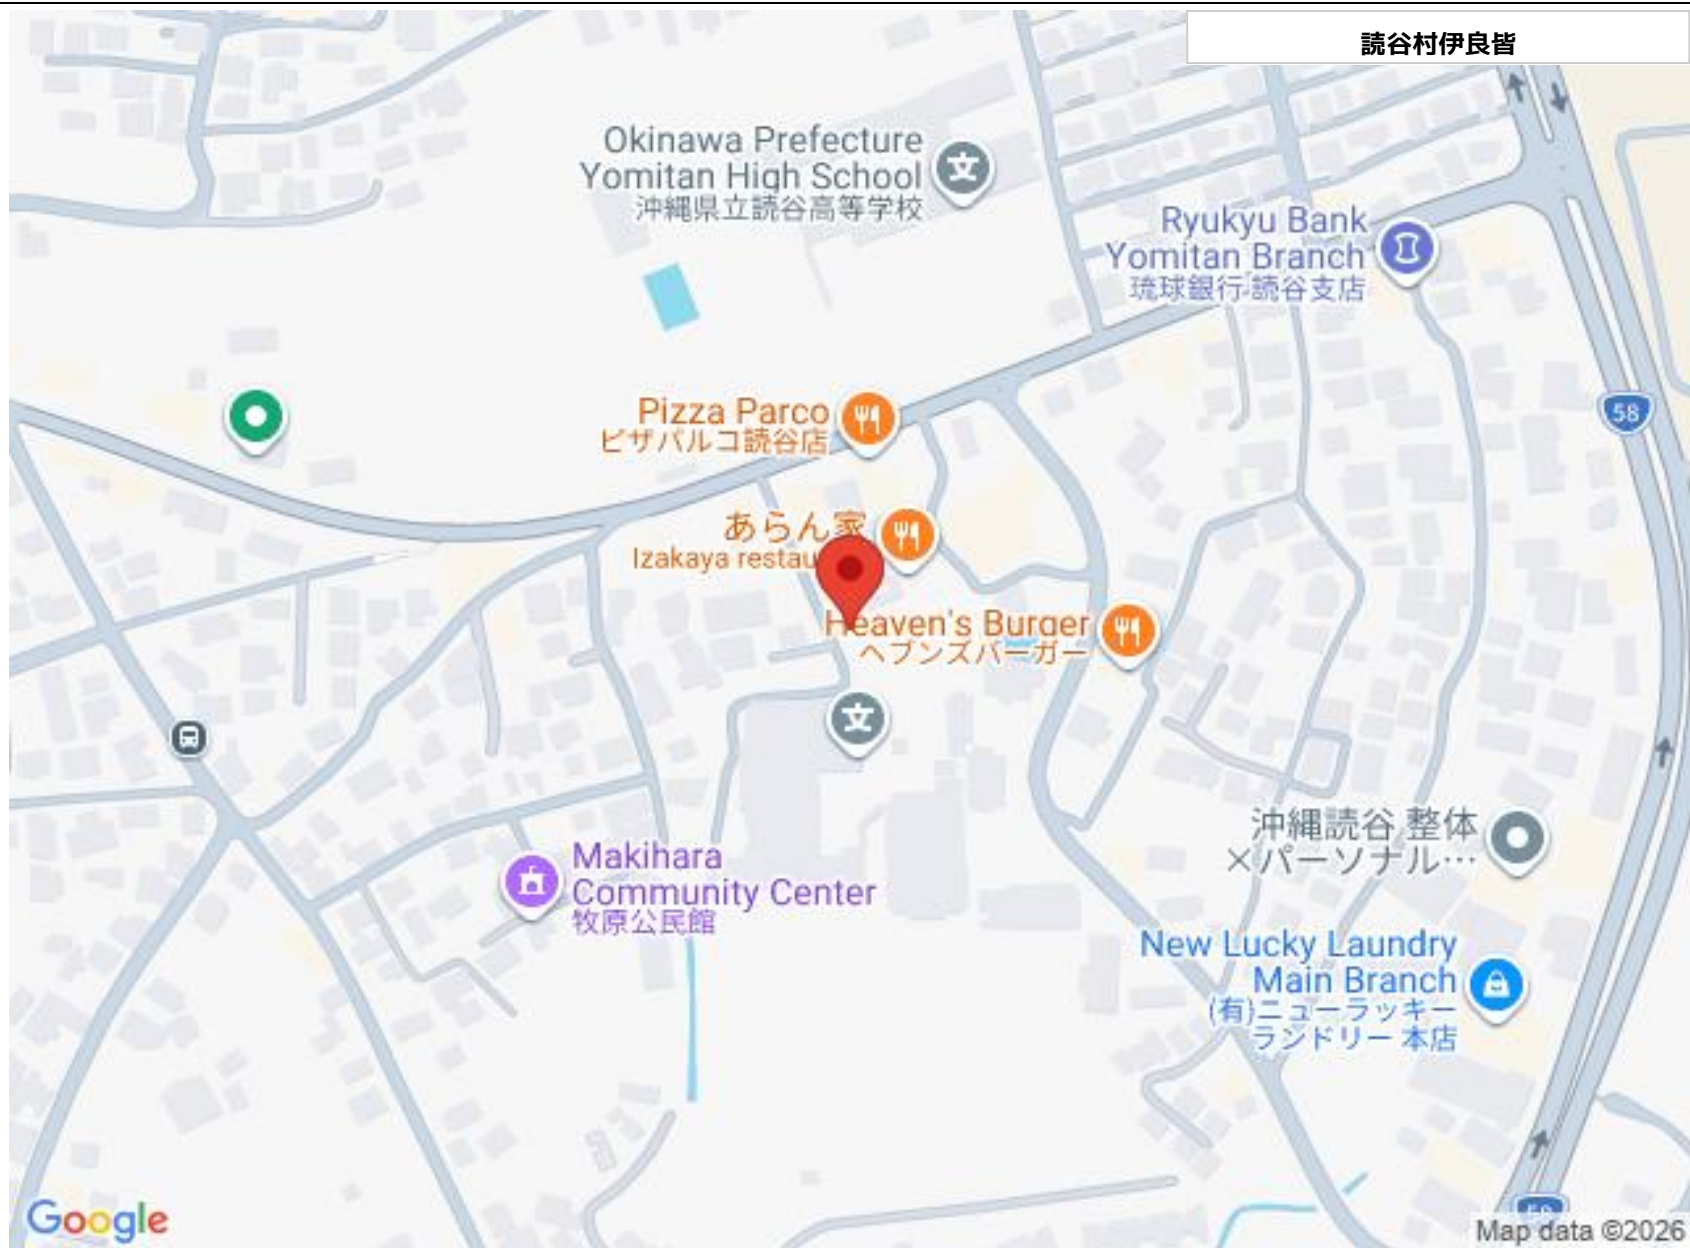 読谷村伊良皆
Okinawa Prefecture
Yomitan High School
沖縄県立読谷高等学校
Ryukyu Bank
Yomitan Branch
琉球銀行 読谷支店
58
Pizza Parco
ピザパルコ読谷店
あらん家
Izakaya restau
Heaven's Burger
ヘブンズバーガー
文
文
Makihara
Community Center
牧原公民館
沖縄読谷 整体
×パーソナル…
New Lucky Laundry
Main Branch
(有)ニューラッキー
ランドリー 本店
Google
Map data ©2026